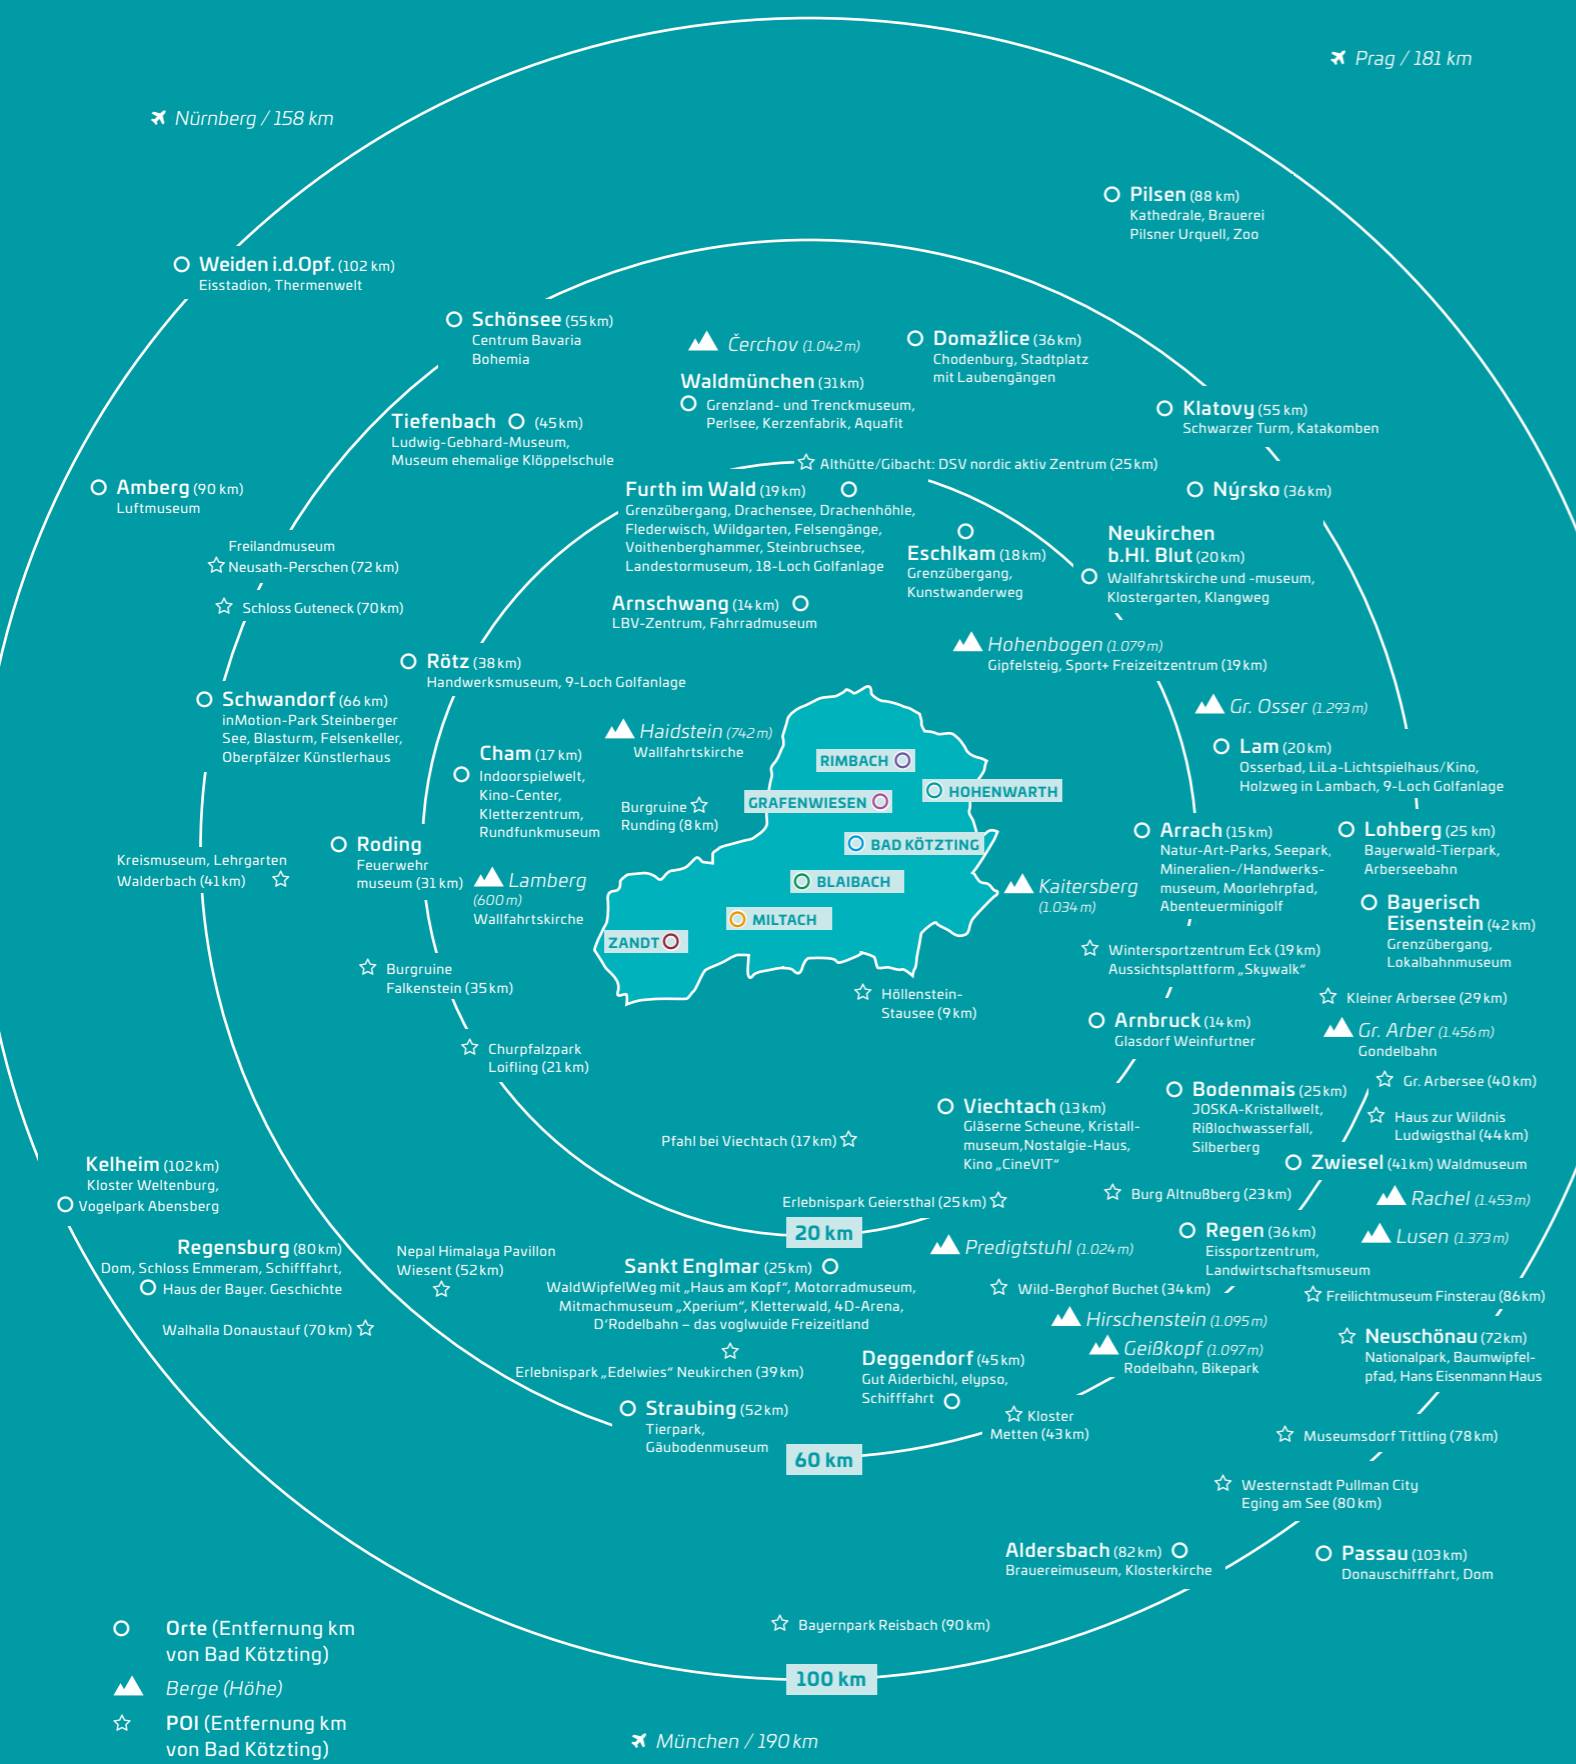 Prag / 181 km
Nürnberg / 158 km
Pilsen (88 km)
Kathedrale, Brauerei
Pilsner Urquell, Zoo
Weiden i.d.Opf. (102 km)
Eisstadion, Thermenwelt
Schönsee (55 km)
Centrum Bavaria
Bohemia
Čerchov (1.042 m)
Domažlice (36 km)
Chodenburg, Stadtplatz
mit Laubengängen
Waldmünchen (31 km)
Grenzland- und Trenckmuseum,
Perlsee, Kerzenfabrik, Aquafit
Klatovy (55 km)
Schwarzer Turm, Katakomben
Tiefenbach (45 km)
Ludwig-Gebhard-Museum,
Museum ehemalige Klöppelschule
Althütte/Gibacht: DSV nordic aktiv Zentrum (25 km)
Amberg (90 km)
Luftmuseum
Furth im Wald (19 km)
Grenzübergang, Drachensee, Drachenhöhle,
Flederwisch, Wildgarten, Felsengänge,
Voithenberghammer, Steinbruchsee,
Landestormuseum, 18-Loch Golfanlage
Nýrsko (36 km)
Freilandmuseum
Neusath-Perschen (72 km)
Eschlkam (18 km)
Grenzübergang,
Kunstwanderweg
Neukirchen
b.Hl. Blut (20 km)
Wallfahrtskirche und -museum,
Klostergarten, Klangweg
Schloss Guteneck (70 km)
Arnschwang (14 km)
LBV-Zentrum, Fahrradmuseum
Hohenbogen (1.079 m)
Gipfelsteig, Sport+ Freizeitzentrum (19 km)
Rötz (38 km)
Handwerksmuseum, 9-Loch Golfanlage
Schwandorf (66 km)
inMotion-Park Steinberger
See, Blasturm, Felsenkeller,
Oberpfälzer Künstlerhaus
Gr. Osser (1.293 m)
Haidstein (742 m)
Wallfahrtskirche
Cham (17 km)
Indoorspielwelt,
Kino-Center,
Kletterzentrum,
Rundfunkmuseum
Lam (20 km)
Osserbad, LiLa-Lichtspielhaus/Kino,
Holzweg in Lambach, 9-Loch Golfanlage
RIMBACH
HOHENWARTH
GRAFENWIESEN
Burgruine
Runding (8 km)
BAD KÖTZTING
BLAIBACH
MILTACH
ZANDT
Roding
Feuerwehr
museum (31 km)
Arrach (15 km)
Natur-Art-Parks, Seepark,
Mineralien-/Handwerks-
museum, Moorlehrpfad,
Abenteuerminigolf
Lohberg (25 km)
Bayerwald-Tierpark,
Arberseebahn
Kreismuseum, Lehrgarten
Walderbach (41 km)
Lamberg
(600 m)
Wallfahrtskirche
Kaitersberg
(1.034 m)
Bayerisch
Eisenstein (42 km)
Grenzübergang,
Lokalbahnmuseum
Wintersportzentrum Eck (19 km)
Aussichtsplattform „Skywalk“
Burgruine
Falkenstein (35 km)
Höllenstein-
Stausee (9 km)
Kleiner Arbersee (29 km)
Arnbruck (14 km)
Glasdorf Weinfurtner
Gr. Arber (1.456 m)
Gondelbahn
Churpfalzpark
Loifling (21 km)
Gr. Arbersee (40 km)
Bodenmais (25 km)
JOSKA-Kristallwelt,
Rißlochwasserfall,
Silberberg
Viechtach (13 km)
Gläserne Scheune, Kristall-
museum,Nostalgie-Haus,
Kino „CineVIT“
Haus zur Wildnis
Ludwigsthal (44 km)
Pfahl bei Viechtach (17 km)
Zwiesel (41 km) Waldmuseum
Kelheim (102 km)
Kloster Weltenburg,
Vogelpark Abensberg
Erlebnispark Geiersthal (25 km)
Burg Altnußberg (23 km)
Rachel (1.453 m)
20 km
Regen (36 km)
Eissportzentrum,
Landwirtschaftsmuseum
Lusen (1.373 m)
Regensburg (80 km)
Dom, Schloss Emmeram, Schifffahrt,
Haus der Bayer. Geschichte
Nepal Himalaya Pavillon
Wiesent (52 km)
Predigtstuhl (1.024 m)
Sankt Englmar (25 km)
WaldWipfelWeg mit „Haus am Kopf“, Motorradmuseum,
Mitmachmuseum „Xperium“, Kletterwald, 4D-Arena,
D'Rodelbahn – das voglwuide Freizeitland
Wild-Berghof Buchet (34 km)
Freilichtmuseum Finsterau (86 km)
Hirschenstein (1.095 m)
Walhalla Donaustauf (70 km)
Geißkopf (1.097 m)
Rodelbahn, Bikepark
Neuschönau (72 km)
Nationalpark, Baumwipfel-
pfad, Hans Eisenmann Haus
Erlebnispark „Edelwies“ Neukirchen (39 km)
Deggendorf (45 km)
Gut Aiderbichl, elypso,
Schifffahrt
Straubing (52 km)
Tierpark,
Gäubodenmuseum
Kloster
Metten (43 km)
Museumsdorf Tittling (78 km)
60 km
Westernstadt Pullman City
Eging am See (80 km)
Aldersbach (82 km)
Brauereimuseum, Klosterkirche
Passau (103 km)
Donauschifffahrt, Dom
Bayernpark Reisbach (90 km)
100 km
Orte (Entfernung km
von Bad Kötzting)
Berge (Höhe)
POI (Entfernung km
von Bad Kötzting)
München / 190 km